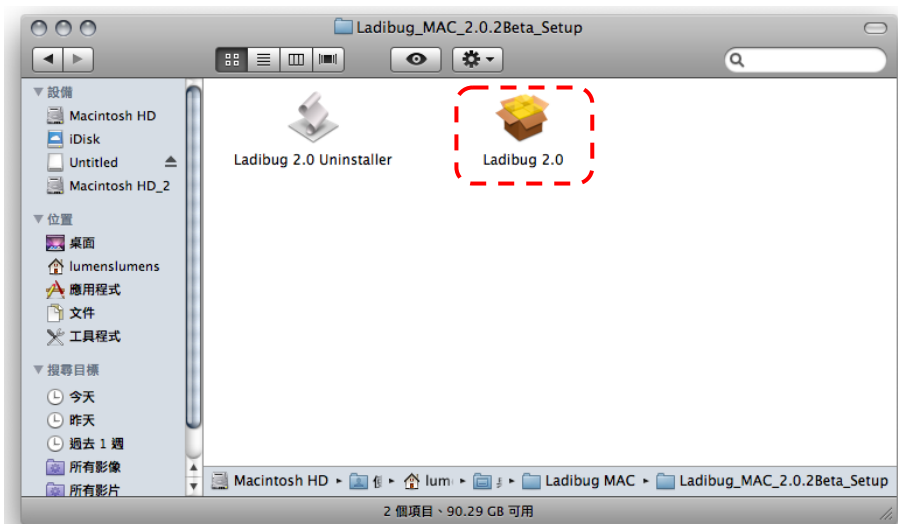 Ladibug_MAC_2.0.2Beta_Setup
設備
Macintosh HD
iDisk
Untitled
Macintosh HD_2
位置
桌面
lumenslumens
應用程式
文件
工具程式
搜尋目標
今天
昨天
過去 1 週
所有影像
所有影片
Ladibug 2.0 Uninstaller
Ladibug 2.0
Macintosh HD ▸ lum ▸ Ladibug MAC ▸ Ladibug_MAC_2.0.2Beta_Setup
2 個項目、90.29 GB 可用